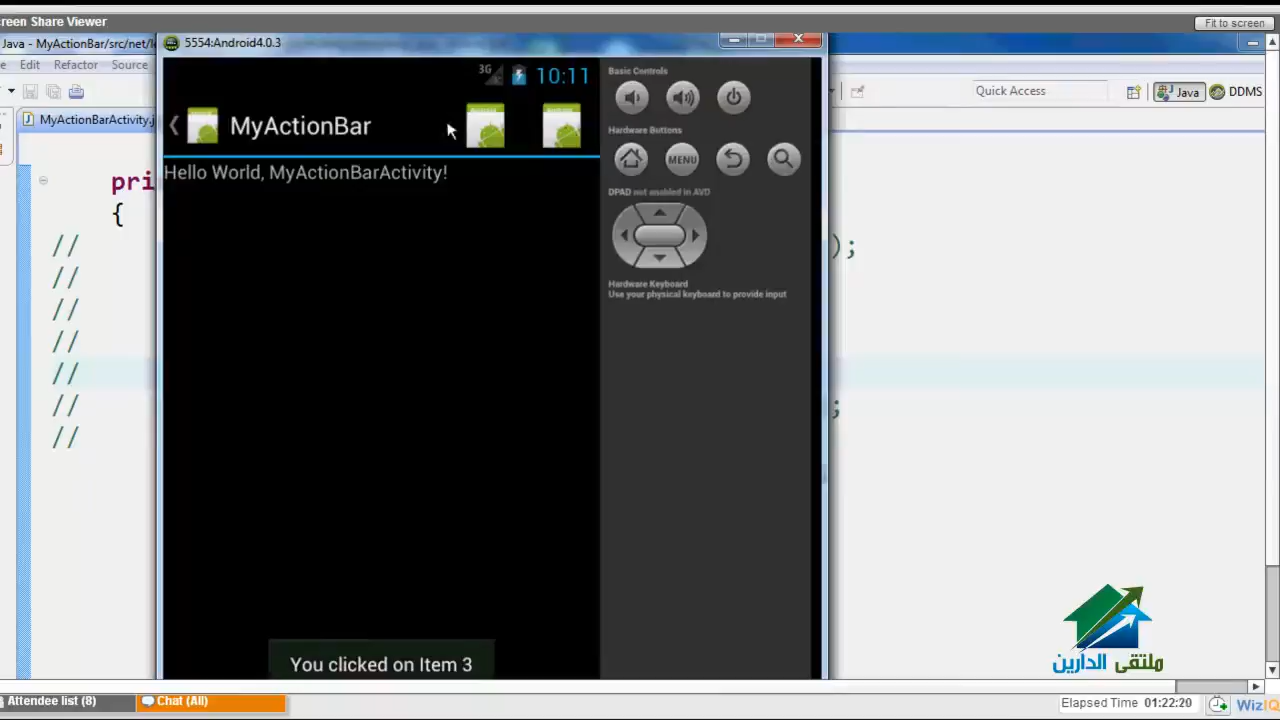 creen Share Viewer
Fit to screen
Java - MyActionBar/src/net/l
5554:Android4.0.3
Edit Refactor Source
Quick Access
Java
DDMS
MyActionBarActivity.j
3G
10:11
MyActionBar
Hello World, MyActionBarActivity!
Basic Controls
Hardware Buttons
MENU
DPAD not enabled in AVD
Hardware Keyboard
Use your physical keyboard to provide input
pri
{
// );
//
//
//
//
// ;
//
You clicked on Item 3
ملتقى الدارين
Attendee list (8)
Chat (All)
Elapsed Time 01:22:20
WizIQ